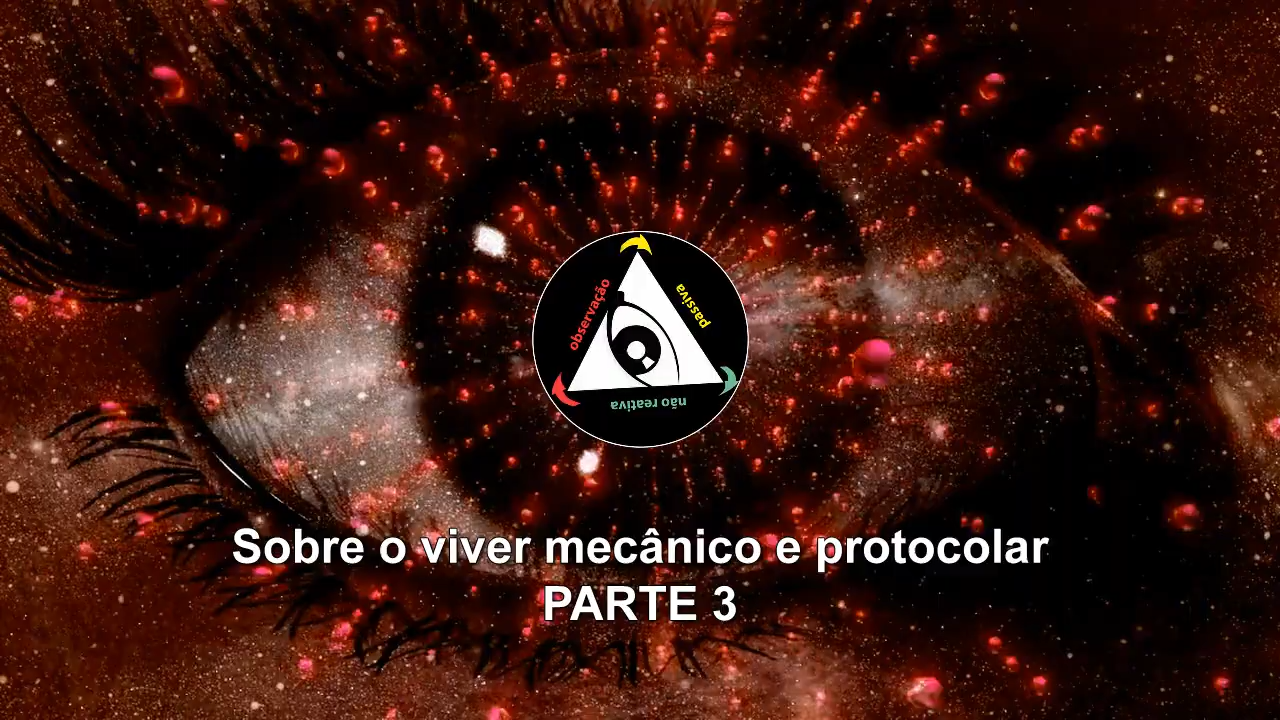 observação
passiva
não reativa
Sobre o viver mecânico e protocolar
PARTE 3